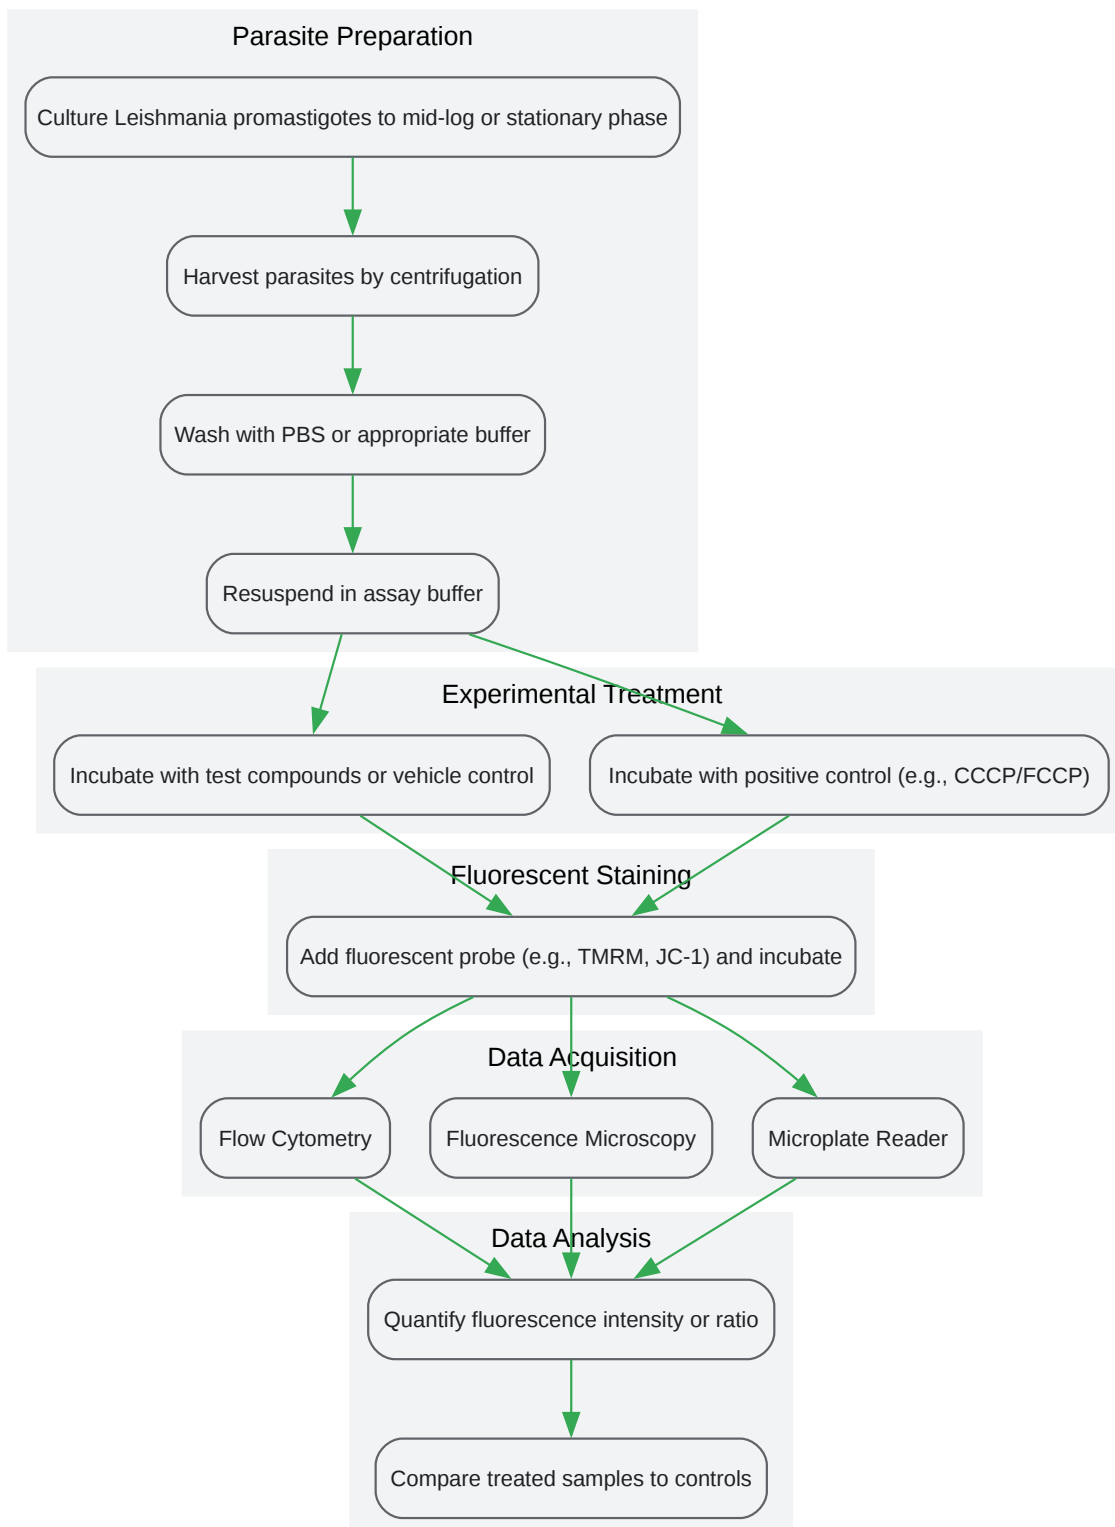 Parasite Preparation
Culture Leishmania promastigotes to mid-log or stationary phase
Harvest parasites by centrifugation
Wash with PBS or appropriate buffer
Resuspend in assay buffer
Experimental Treatment
Incubate with test compounds or vehicle control
Incubate with positive control (e.g., CCCP/FCCP)
Fluorescent Staining
Add fluorescent probe (e.g., TMRM, JC-1) and incubate
Data Acquisition
Flow Cytometry
Fluorescence Microscopy
Microplate Reader
Data Analysis
Quantify fluorescence intensity or ratio
Compare treated samples to controls